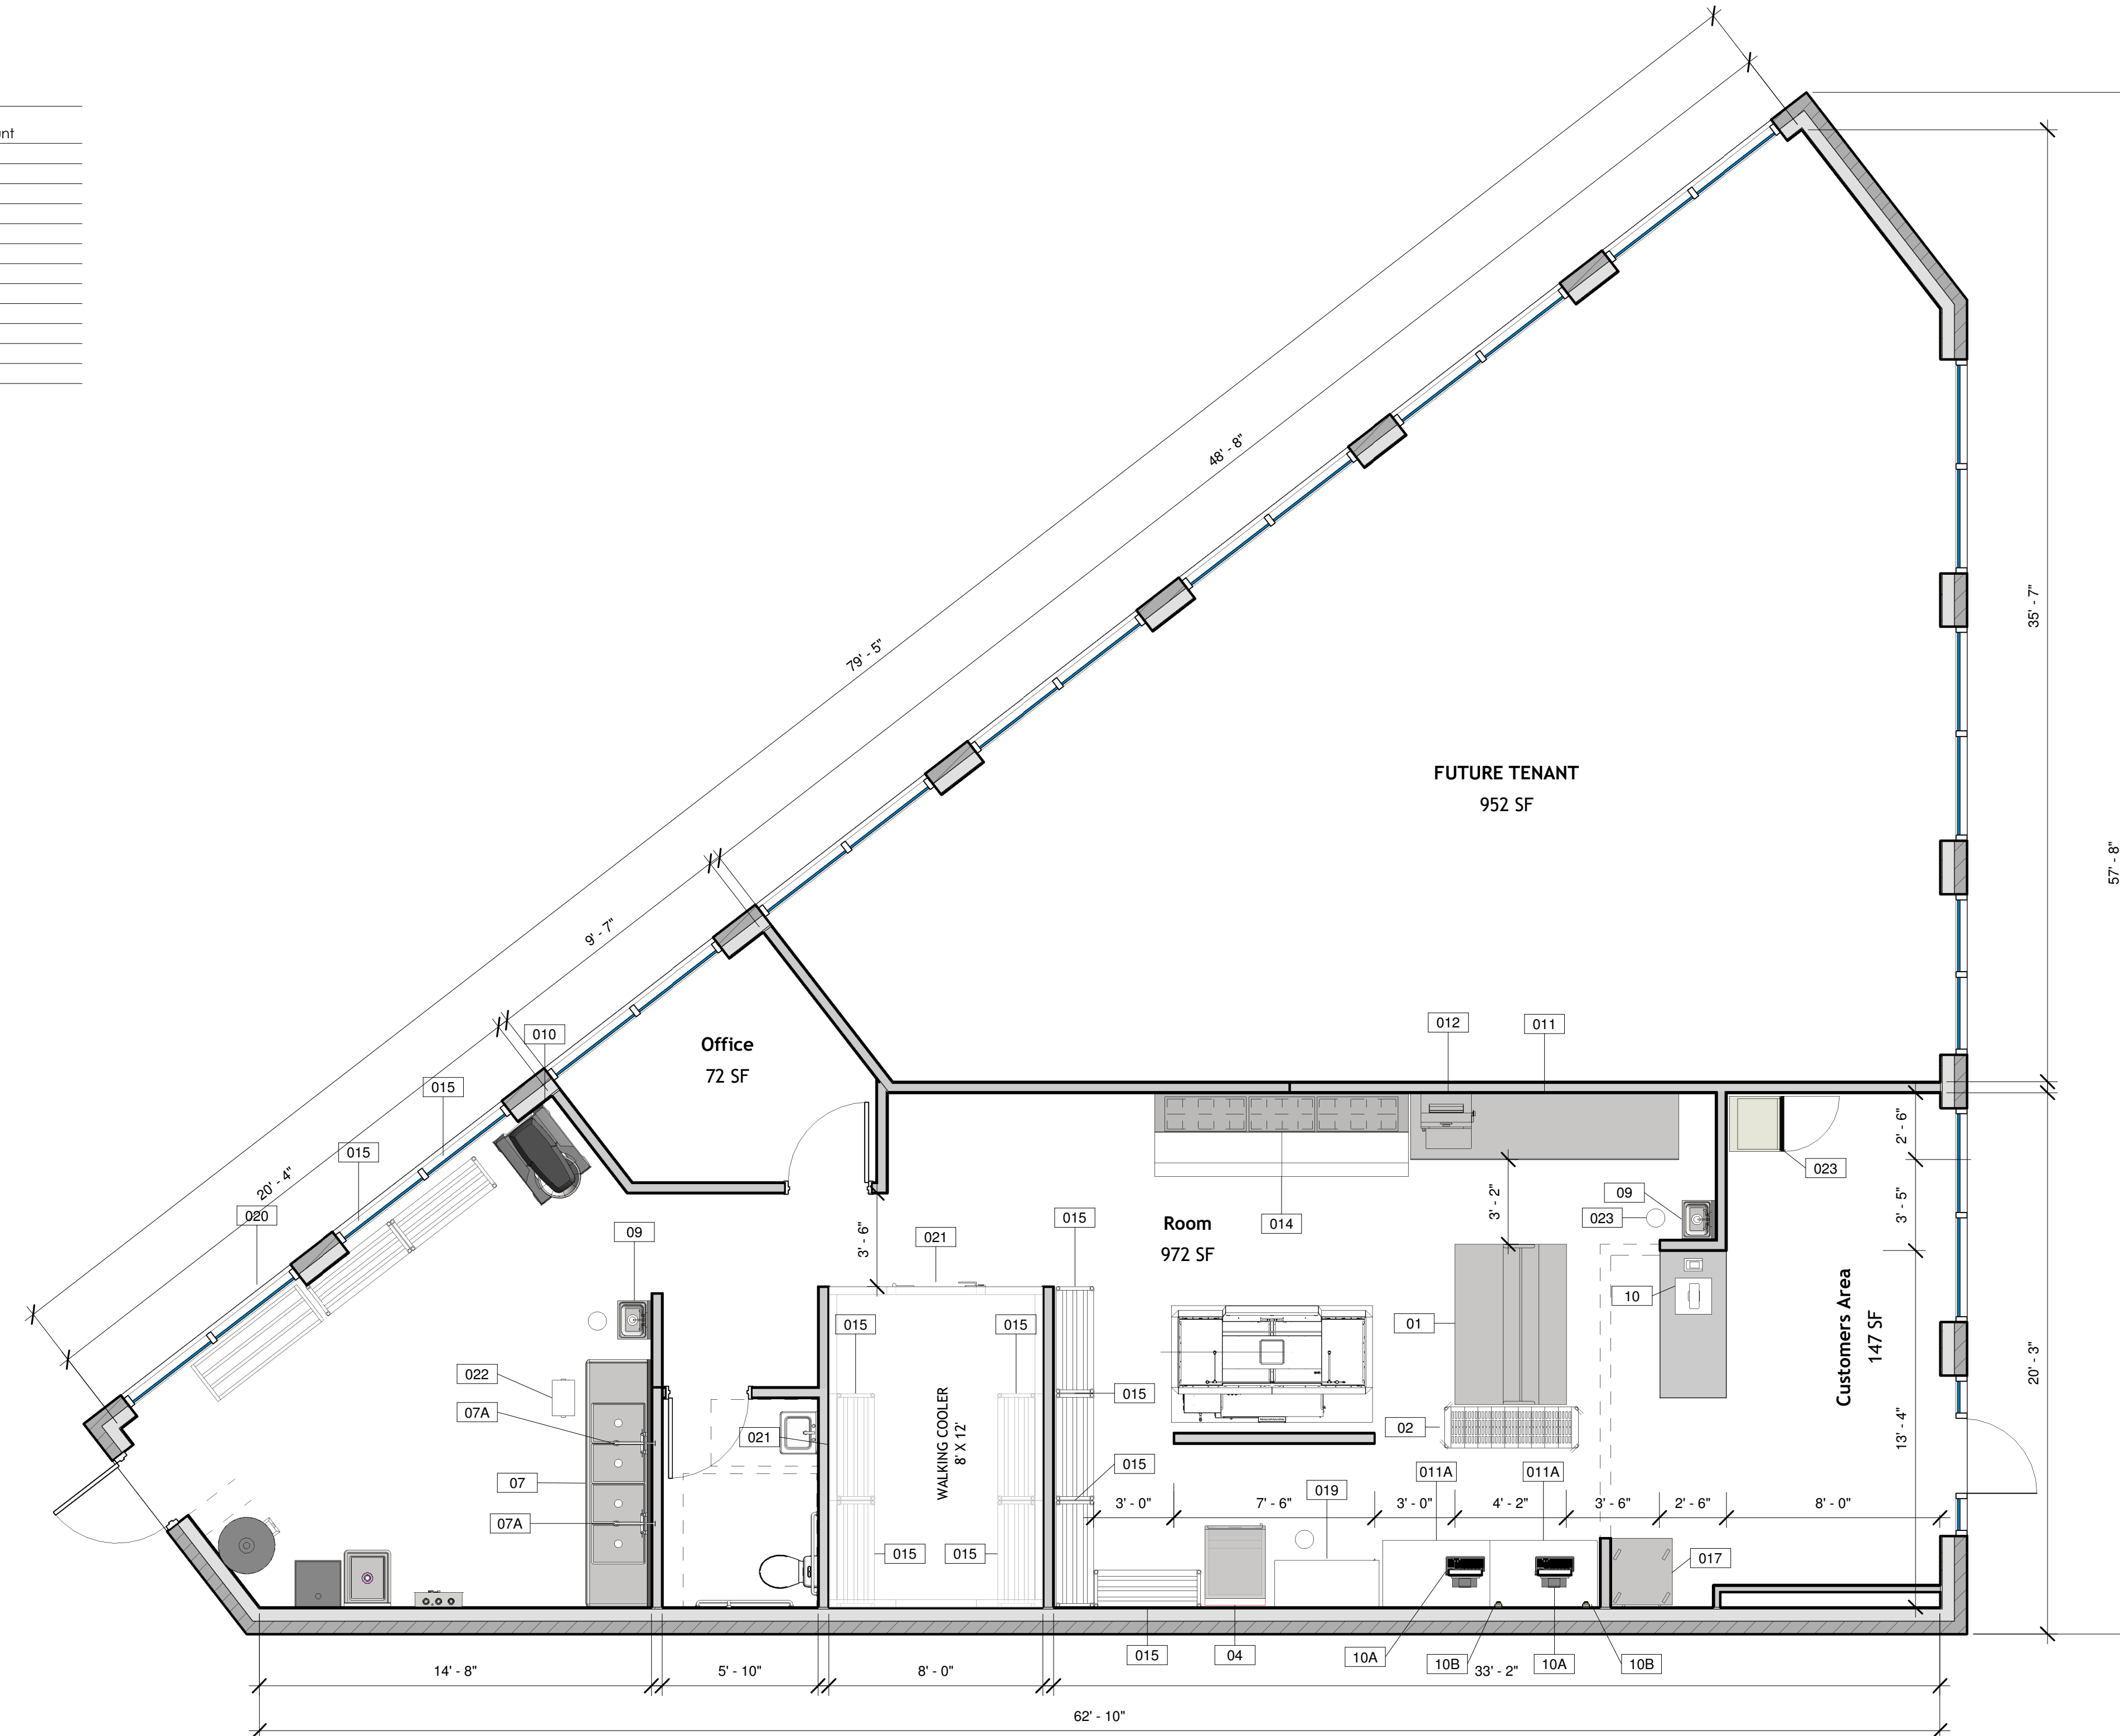 unt
79' - 5"
48' - 8"
9' - 7"
20' - 4"
35' - 7"
57' - 8"
FUTURE TENANT
952 SF
Office
72 SF
010
015
015
020
012
011
2' - 6"
023
3' - 5"
3' - 2"
09
023
Room
972 SF
014
015
3' - 6"
021
09
10
01
Customers Area
147 SF
20' - 3"
13' - 4"
015
015
015
022
07A
02
021
WALKING COOLER
8' X 12'
015
011A
011A
07
019
3' - 0"
7' - 6"
3' - 0"
4' - 2"
3' - 6"
2' - 6"
8' - 0"
07A
015
015
017
015
04
10A
10B
10A
10B
14' - 8"
5' - 10"
8' - 0"
33' - 2"
62' - 10"